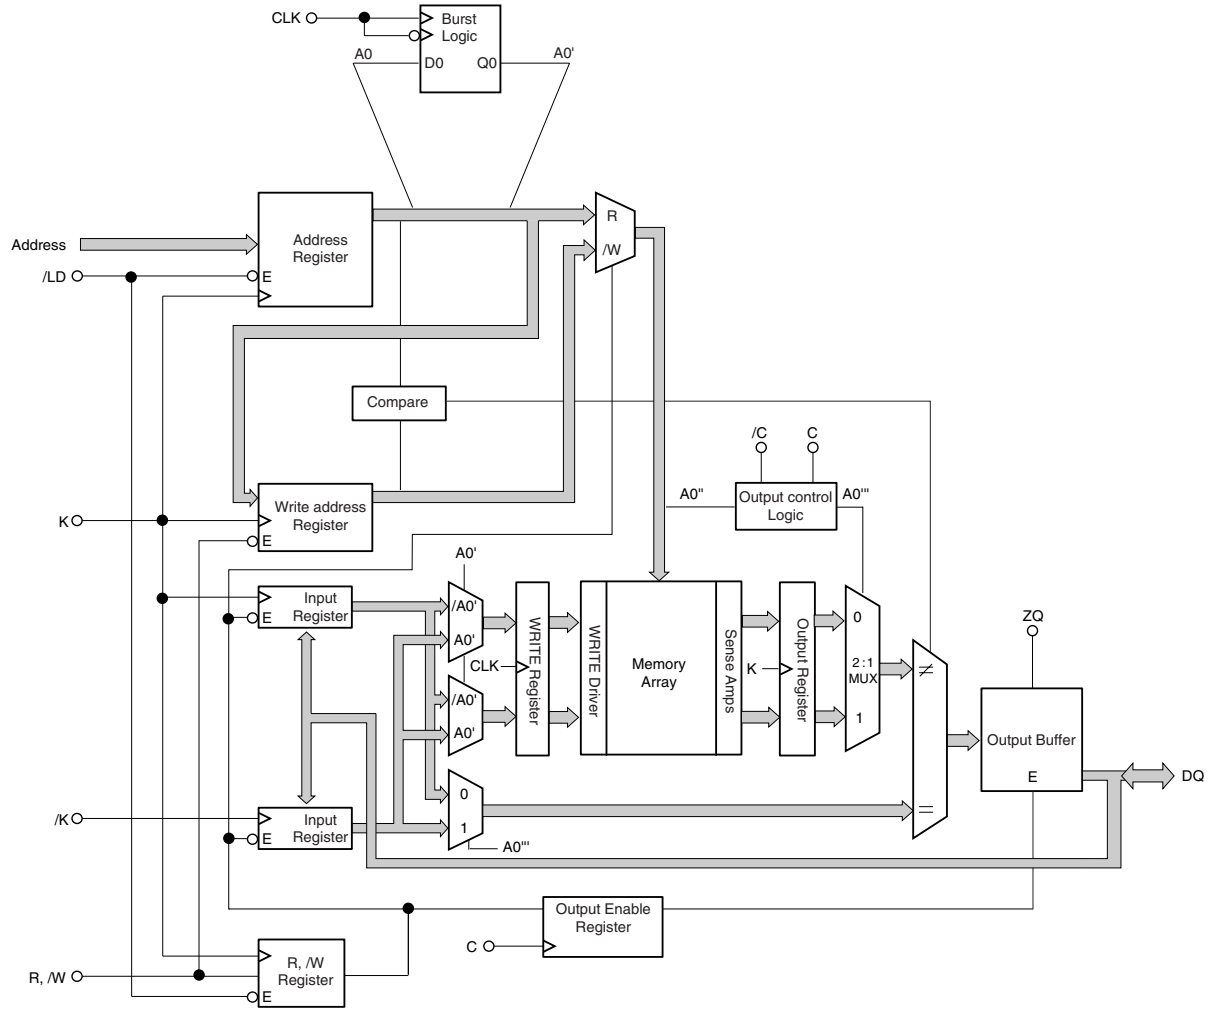 CLK
Burst
Logic
A0
D0
Q0
A0'
Address
Address
Register
/LD
E
R
/W
Compare
/C
C
Write address
Register
K
E
A0''
Output control
Logic
A0'''
A0'
Input
Register
E
/A0'
A0'
CLK
/A0'
A0'
WRITE Register
WRITE Driver
Memory
Array
Sense Amps
K
Output Register
0
2:1
MUX
1
≠
=
ZQ
Output Buffer
E
DQ
/K
Input
Register
E
0
1
A0'''
Output Enable
Register
C
R, /W
R, /W
Register
E